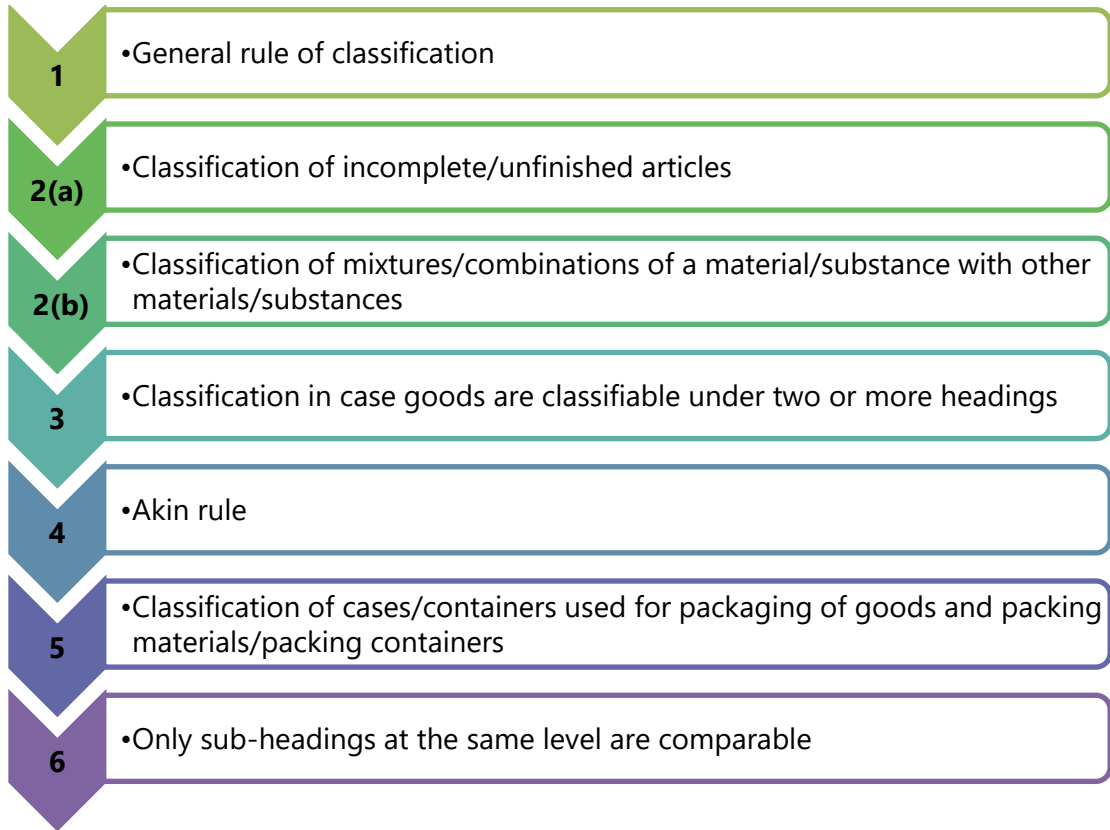 1
•General rule of classification
2(a)
•Classification of incomplete/unfinished articles
2(b)
•Classification of mixtures/combinations of a material/substance with other
materials/substances
3
•Classification in case goods are classifiable under two or more headings
4
•Akin rule
5
•Classification of cases/containers used for packaging of goods and packing
materials/packing containers
6
•Only sub-headings at the same level are comparable